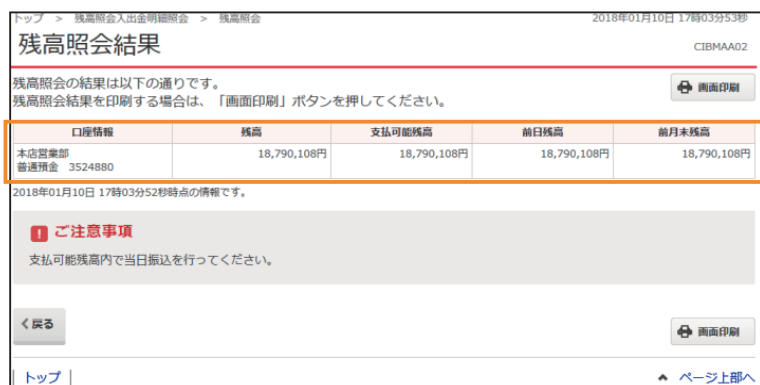 トップ > 残高照会入出金明細照会 > 残高照会 2018年01月10日 17時03分53秒
残高照会結果 CIBMAA02
残高照会の結果は以下の通りです。
残高照会結果を印刷する場合は、「画面印刷」ボタンを押してください。
画面印刷
口座情報 残高 支払可能残高 前日残高 前月末残高
本店営業部
普通預金 3524880 18,790,108円 18,790,108円 18,790,108円 18,790,108円
2018年01月10日 17時03分52秒時点の情報です。
! ご注意事項
支払可能残高内で当日振込を行ってください。
<戻る 画面印刷
| トップ | ページ上部へ